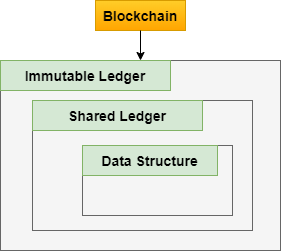 Blockchain
Immutable Ledger
Shared Ledger
Data Structure